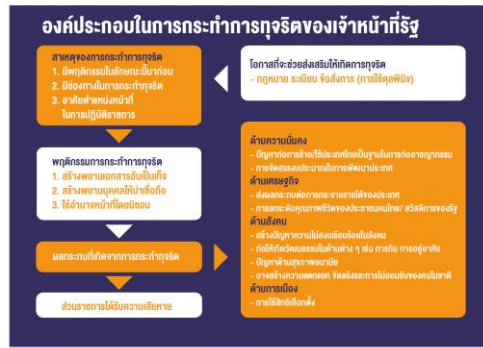 องค์ประกอบในการกระทำการทุจริตของเจ้าหน้าที่รัฐ
สาเหตุของการกระทำการทุจริต
1. มีพฤติกรรมในลักษณะนี้มาก่อน
2. มีช่องทางในการกระทำการทุจริต
3. อาศัยตำแหน่งหน้าที่
ในการปฏิบัติราชการ
โอกาสที่จะช่วยส่งเสริมให้เกิดการทุจริต
- กฎหมาย ระเบียบ ข้อสั่งการ (การใช้ดุลพินิจ)
พฤติกรรมการกระทำการทุจริต
1. สร้างพยานเอกสารอันเป็นเท็จ
2. สร้างพยานบุคคลให้น่าเชื่อถือ
3. ใช้อำนาจหน้าที่โดยมิชอบ
ผลกระทบที่เกิดจากการกระทำทุจริต
ส่วนราชการได้รับความเสียหาย
ด้านความมั่นคง
- ปัญหาก่อการร้าย/ใช้ประเทศไทยเป็นฐานในการก่ออาชญากรรม
- การจัดสรรงบประมาณในการพัฒนาประเทศ
ด้านเศรษฐกิจ
- ส่งผลกระทบต่อการกระจายรายได้ของประเทศ
- การลดระดับคุณภาพชีวิตของประชาชนคนไทย/ สวัสดิการของรัฐ
ด้านสังคม
- สร้างปัญหาความไม่สงบเรียบร้อยในสังคม
- ก่อให้เกิดวัฒนธรรมในด้านต่าง ๆ เช่น การกิน การอยู่อาศัย
- ปัญหาด้านสุขภาพอนามัย
- อาจสร้างความแตกแยก ขัดแย้งและการไม่ยอมรับของคนในชาติ
ด้านการเมือง
- การใช้สิทธิเลือกตั้ง